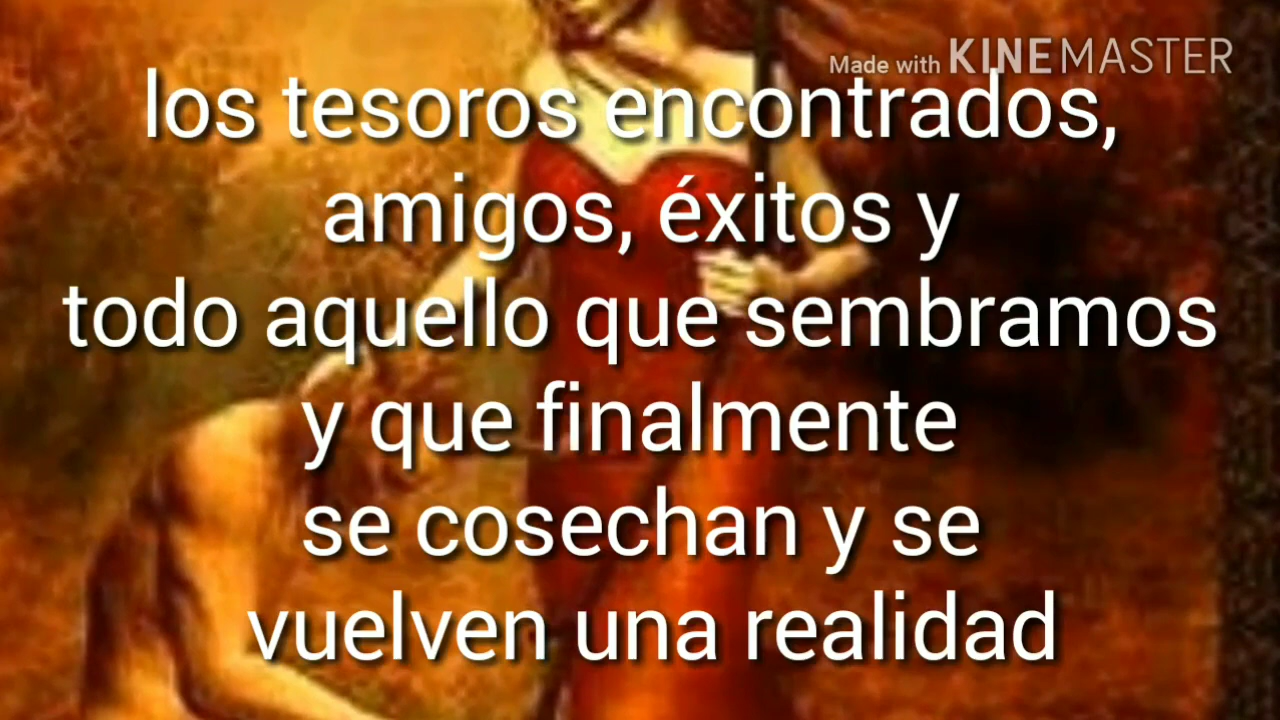 Made with KINEMASTER
los tesoros encontrados,
amigos, éxitos y
todo aquello que sembramos
y que finalmente
se cosechan y se
vuelven una realidad